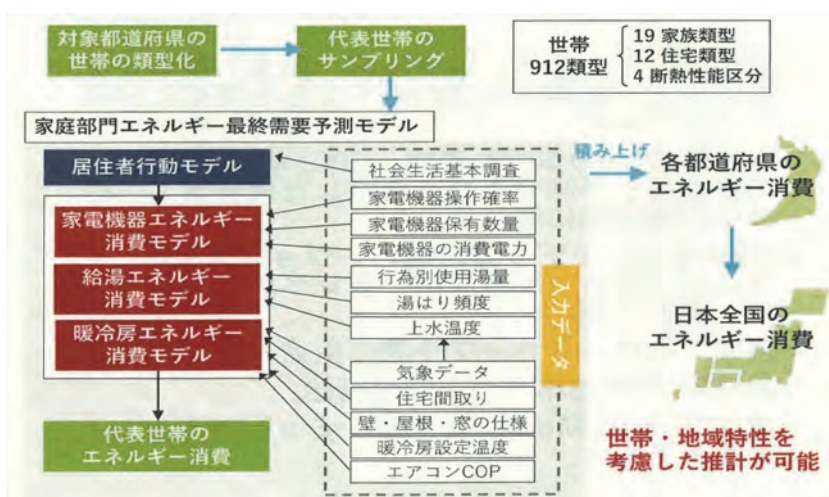 対象都道府県の
世帯の類型化
代表世帯の
サンプリング
世帯
912類型
19 家族類型
12 住宅類型
4 断熱性能区分
家庭部門エネルギー最終需要予測モデル
居住者行動モデル
家電機器エネルギー
消費モデル
給湯エネルギー
消費モデル
暖冷房エネルギー
消費モデル
代表世帯の
エネルギー消費
社会生活基本調査
家電機器操作確率
家電機器保有数量
家電機器の消費電力
行為別使用湯量
湯はり頻度
上水温度
気象データ
住宅間取り
壁・屋根・窓の仕様
暖冷房設定温度
エアコンCOP
入力データ
積み上げ
各都道府県の
エネルギー消費
日本全国の
エネルギー消費
世帯・地域特性を
考慮した推計が可能